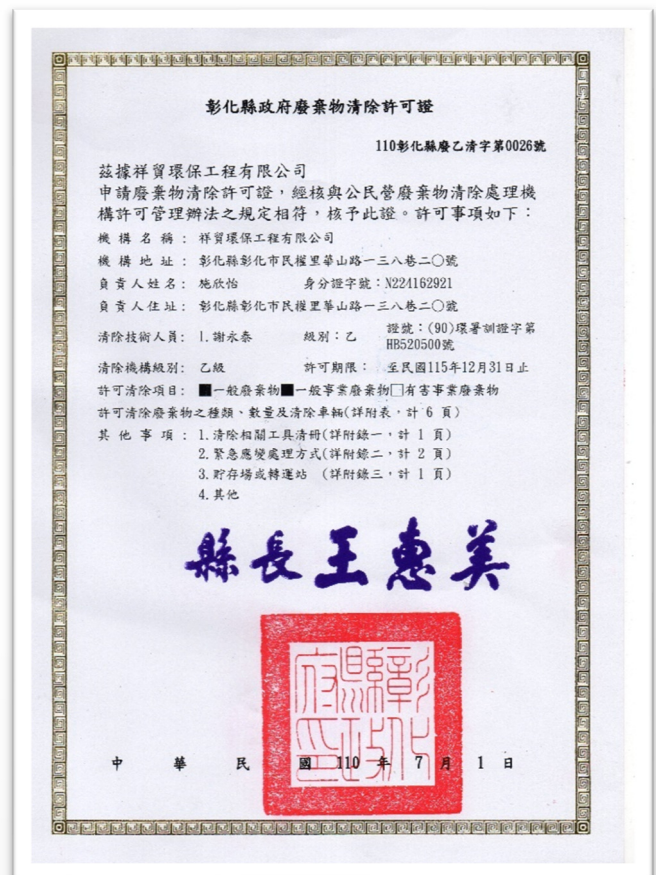 彰化縣政府廢棄物清除許可證
110彰化縣廢乙清字第0026號
茲據祥貿環保工程有限公司
申請廢棄物清除許可證，經核與公民營廢棄物清除處理機
構許可管理辦法之規定相符，核予此證。許可事項如下：
機構名稱：祥貿環保工程有限公司
機構地址：彰化縣彰化市民權里華山路一三八巷二○號
負責人姓名：施欣怡 身分證字號：N224162921
負責人住址：彰化縣彰化市民權里華山路一三八巷二○號
清除技術人員：1.謝永泰 級別：乙 證號：(90)環署訓證字第
HB520500號
清除機構級別：乙級 許可期限：至民國115年12月31日止
許可清除項目：■一般廢棄物■一般事業廢棄物□有害事業廢棄物
許可清除廢棄物之種類、數量及清除車輛(詳附表，計6頁)
其他事項：1.清除相關工具清冊(詳附錄一，計1頁)
2.緊急應變處理方式(詳附錄二，計2頁)
3.貯存場或轉運站 (詳附錄三，計1頁)
4.其他
縣長王惠美
彰化縣政府印
中華民國110年7月1日